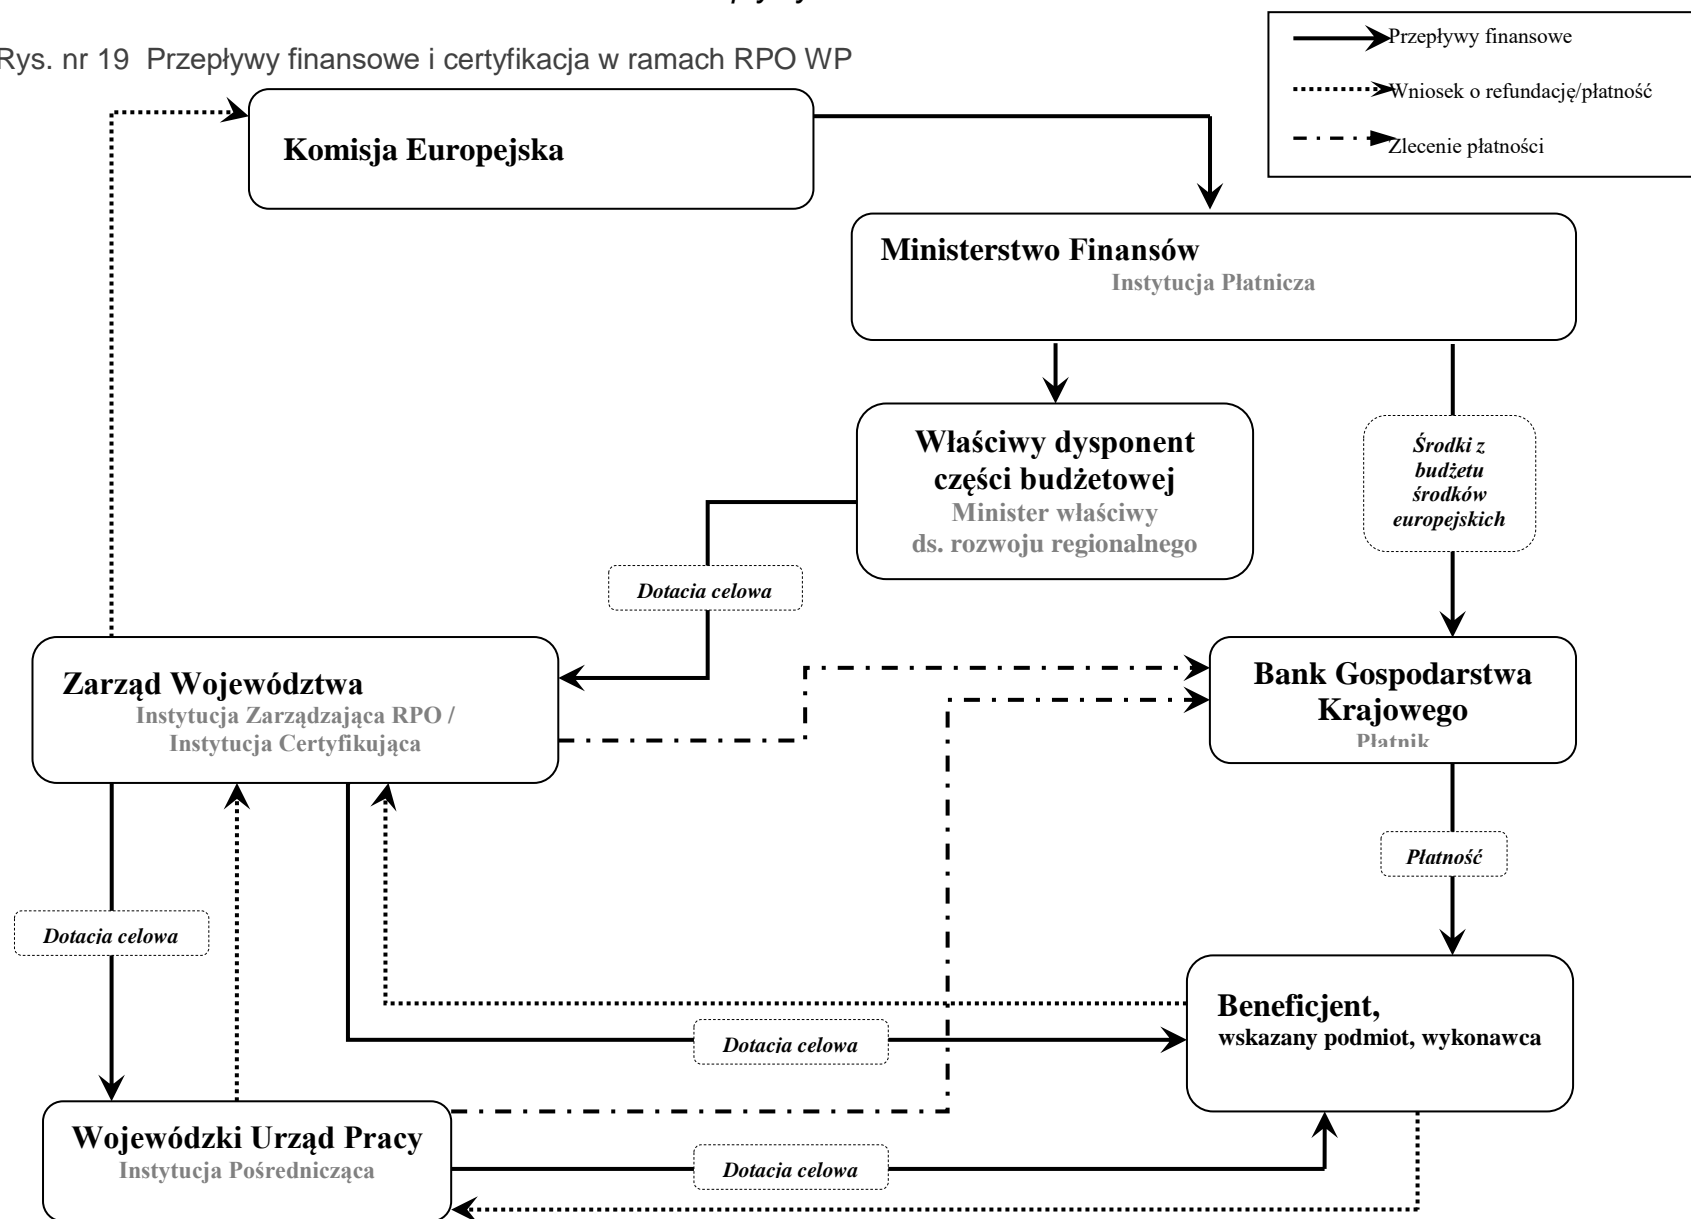 Rys. nr 19 Przepływy finansowe i certyfikacja w ramach RPO WP
Przepływy finansowe
Wniosek o refundację/płatność
Zlecenie płatności
Komisja Europejska
Ministerstwo Finansów
Instytucja Płatnicza
Właściwy dysponent
części budżetowej
Minister właściwy
ds. rozwoju regionalnego
Środki z
budżetu
środków
europejskich
Dotacja celowa
Zarząd Województwa
Instytucja Zarządzająca RPO /
Instytucja Certyfikująca
Bank Gospodarstwa
Krajowego
Płatnik
Płatność
Dotacja celowa
Beneficjent,
wskazany podmiot, wykonawca
Dotacja celowa
Wojewódzki Urząd Pracy
Instytucja Pośrednicząca
Dotacja celowa